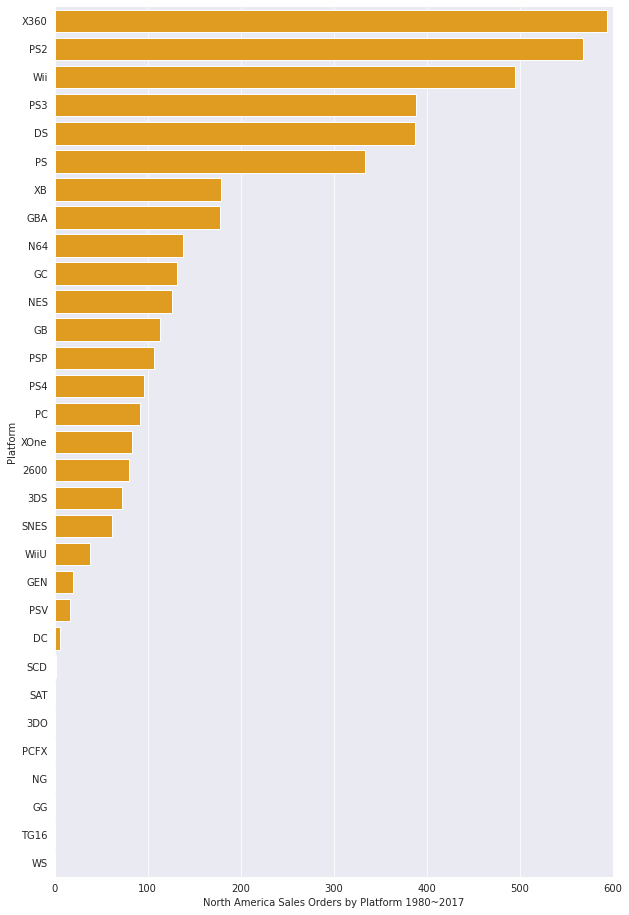 X360
PS2
Wii
PS3
DS
PS
XB
GBA
N64
GC
NES
GB
PSP
PS4
PC
Platform
XOne
2600
3DS
SNES
WiiU
GEN
PSV
DC
SCD
SAT
3DO
PCFX
NG
GG
TG16
WS
0 100 200 300 400 500 600
North America Sales Orders by Platform 1980~2017